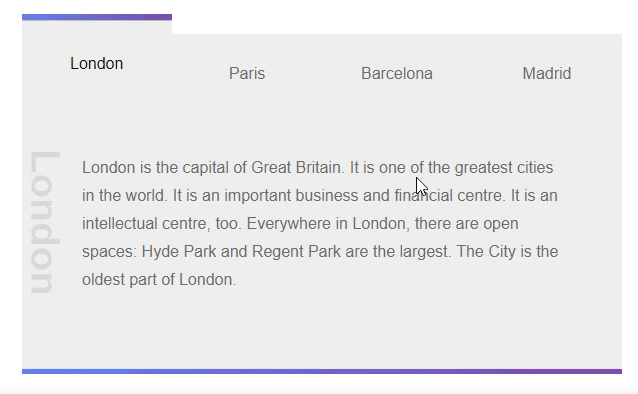 London
Paris
Barcelona
Madrid
London
London is the capital of Great Britain. It is one of the greatest cities
in the world. It is an important business and financial centre. It is an
intellectual centre, too. Everywhere in London, there are open
spaces: Hyde Park and Regent Park are the largest. The City is the
oldest part of London.